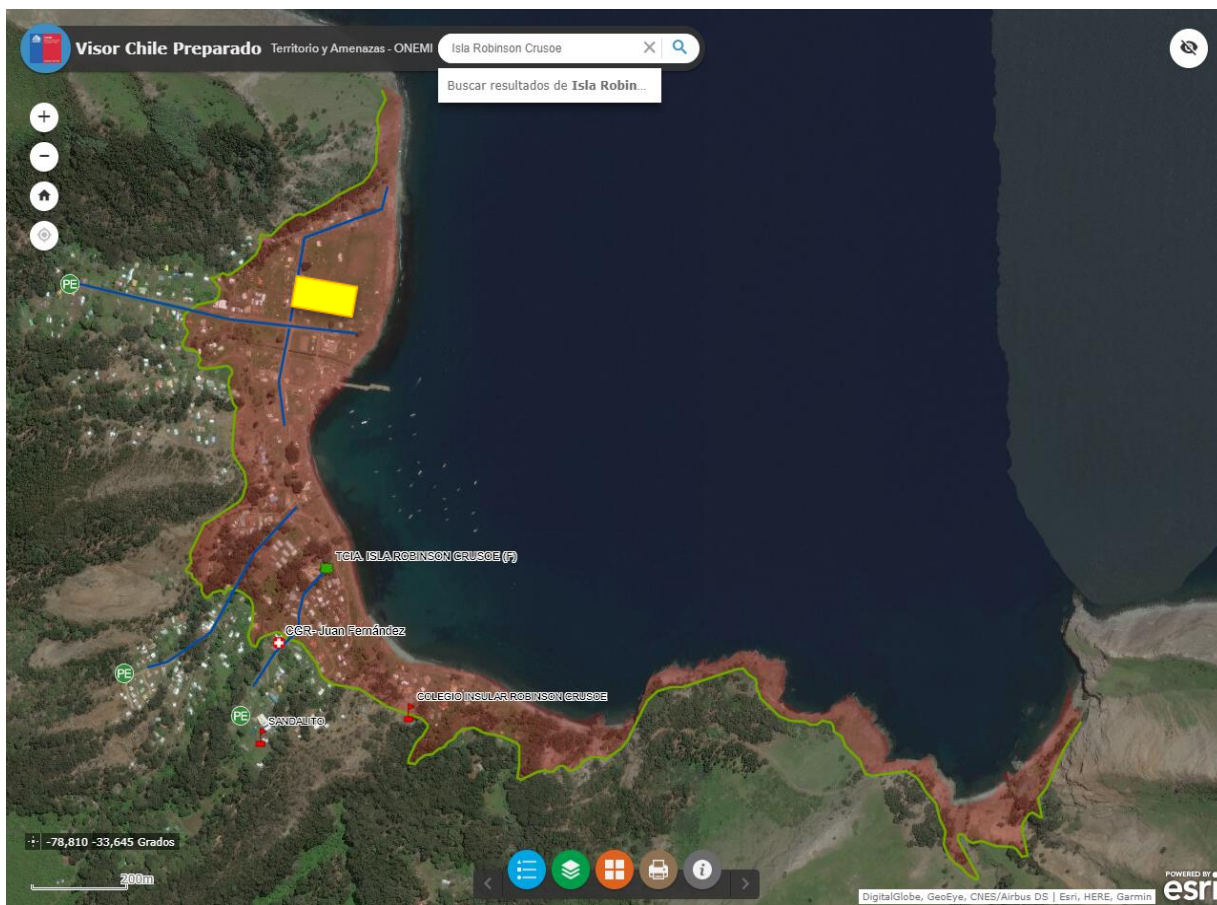 Visor Chile Preparado Territorio y Amenazas - ONEMI
Isla Robinson Crusoe
Buscar resultados de Isla Robin...
+
−
PE
TCIA. ISLA ROBINSON CRUSOE (F)
CGR- Juan Fernández
PE
COLEGIO INSULAR ROBINSON CRUSOE
PE
SANDALITO
-78,810 -33,645 Grados
200m
DigitalGlobe, GeoEye, CNES/Airbus DS | Esri, HERE, Garmin
POWERED BY
esri